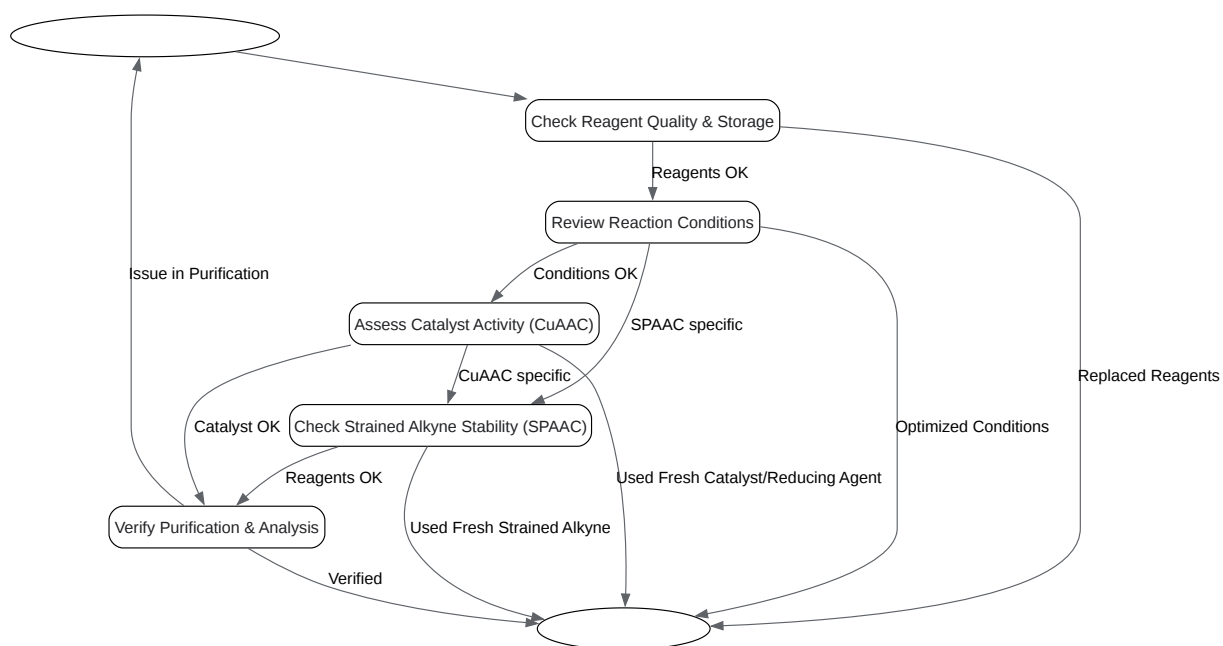 Check Reagent Quality & Storage
Reagents OK
Review Reaction Conditions
Issue in Purification
Conditions OK
Assess Catalyst Activity (CuAAC)
SPAAC specific
CuAAC specific
Replaced Reagents
Catalyst OK
Check Strained Alkyne Stability (SPAAC)
Optimized Conditions
Reagents OK
Used Fresh Catalyst/Reducing Agent
Verify Purification & Analysis
Used Fresh Strained Alkyne
Verified